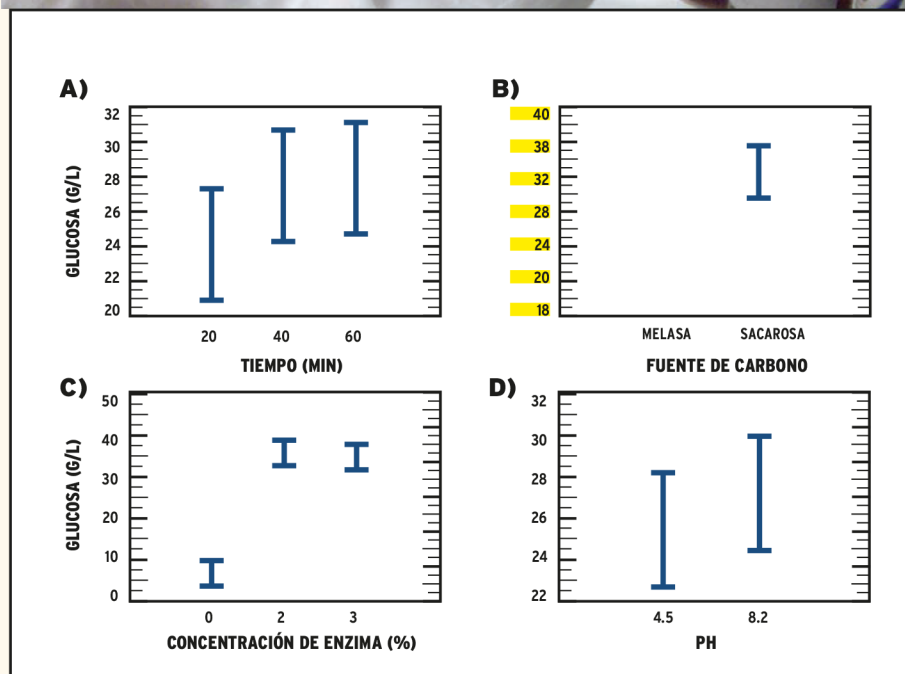 A)
GLUCOSA (G/L)
32
30
28
26
24
22
20
20 40 60
TIEMPO (MIN)
B)
40
38
32
28
24
20
18
MELASA SACAROSA
FUENTE DE CARBONO
C)
GLUCOSA (G/L)
50
40
30
20
10
0
0 2 3
CONCENTRACIÓN DE ENZIMA (%)
D)
32
30
28
26
24
22
4.5 8.2
PH